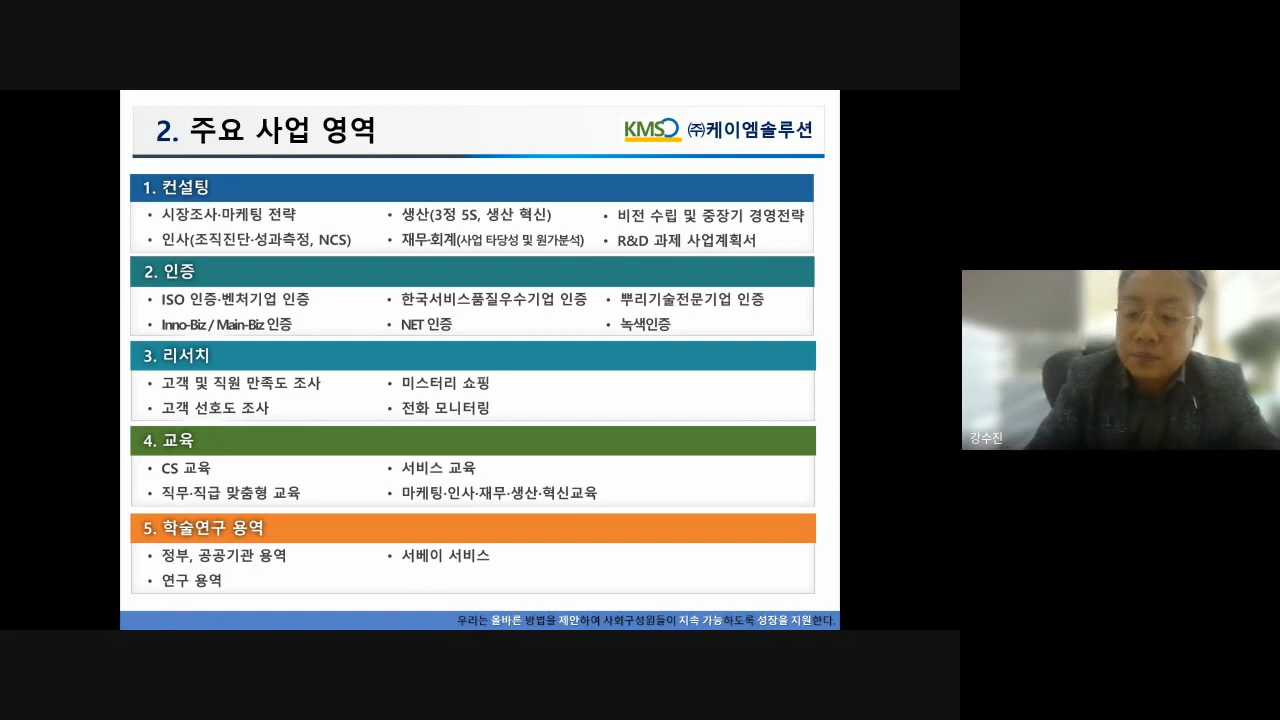 2. 주요 사업 영역
KMSO ㈜케이엠솔루션
1. 컨설팅
• 시장조사·마케팅 전략 • 생산(3정 5S, 생산 혁신) • 비전 수립 및 중장기 경영전략
• 인사(조직진단·성과측정, NCS) • 재무·회계(사업 타당성 및 원가분석) • R&D 과제 사업계획서
2. 인증
• ISO 인증·벤처기업 인증 • 한국서비스품질우수기업 인증 • 뿌리기술전문기업 인증
• Inno-Biz / Main-Biz 인증 • NET 인증 • 녹색인증
3. 리서치
• 고객 및 직원 만족도 조사 • 미스터리 쇼핑
• 고객 선호도 조사 • 전화 모니터링
4. 교육
• CS 교육 • 서비스 교육
• 직무·직급 맞춤형 교육 • 마케팅·인사·재무·생산·혁신교육
5. 학술연구 용역
• 정부, 공공기관 용역 • 서베이 서비스
• 연구 용역
우리는 올바른 방법을 제안하여 사회구성원들이 지속 가능하도록 성장을 지원한다.
강수진